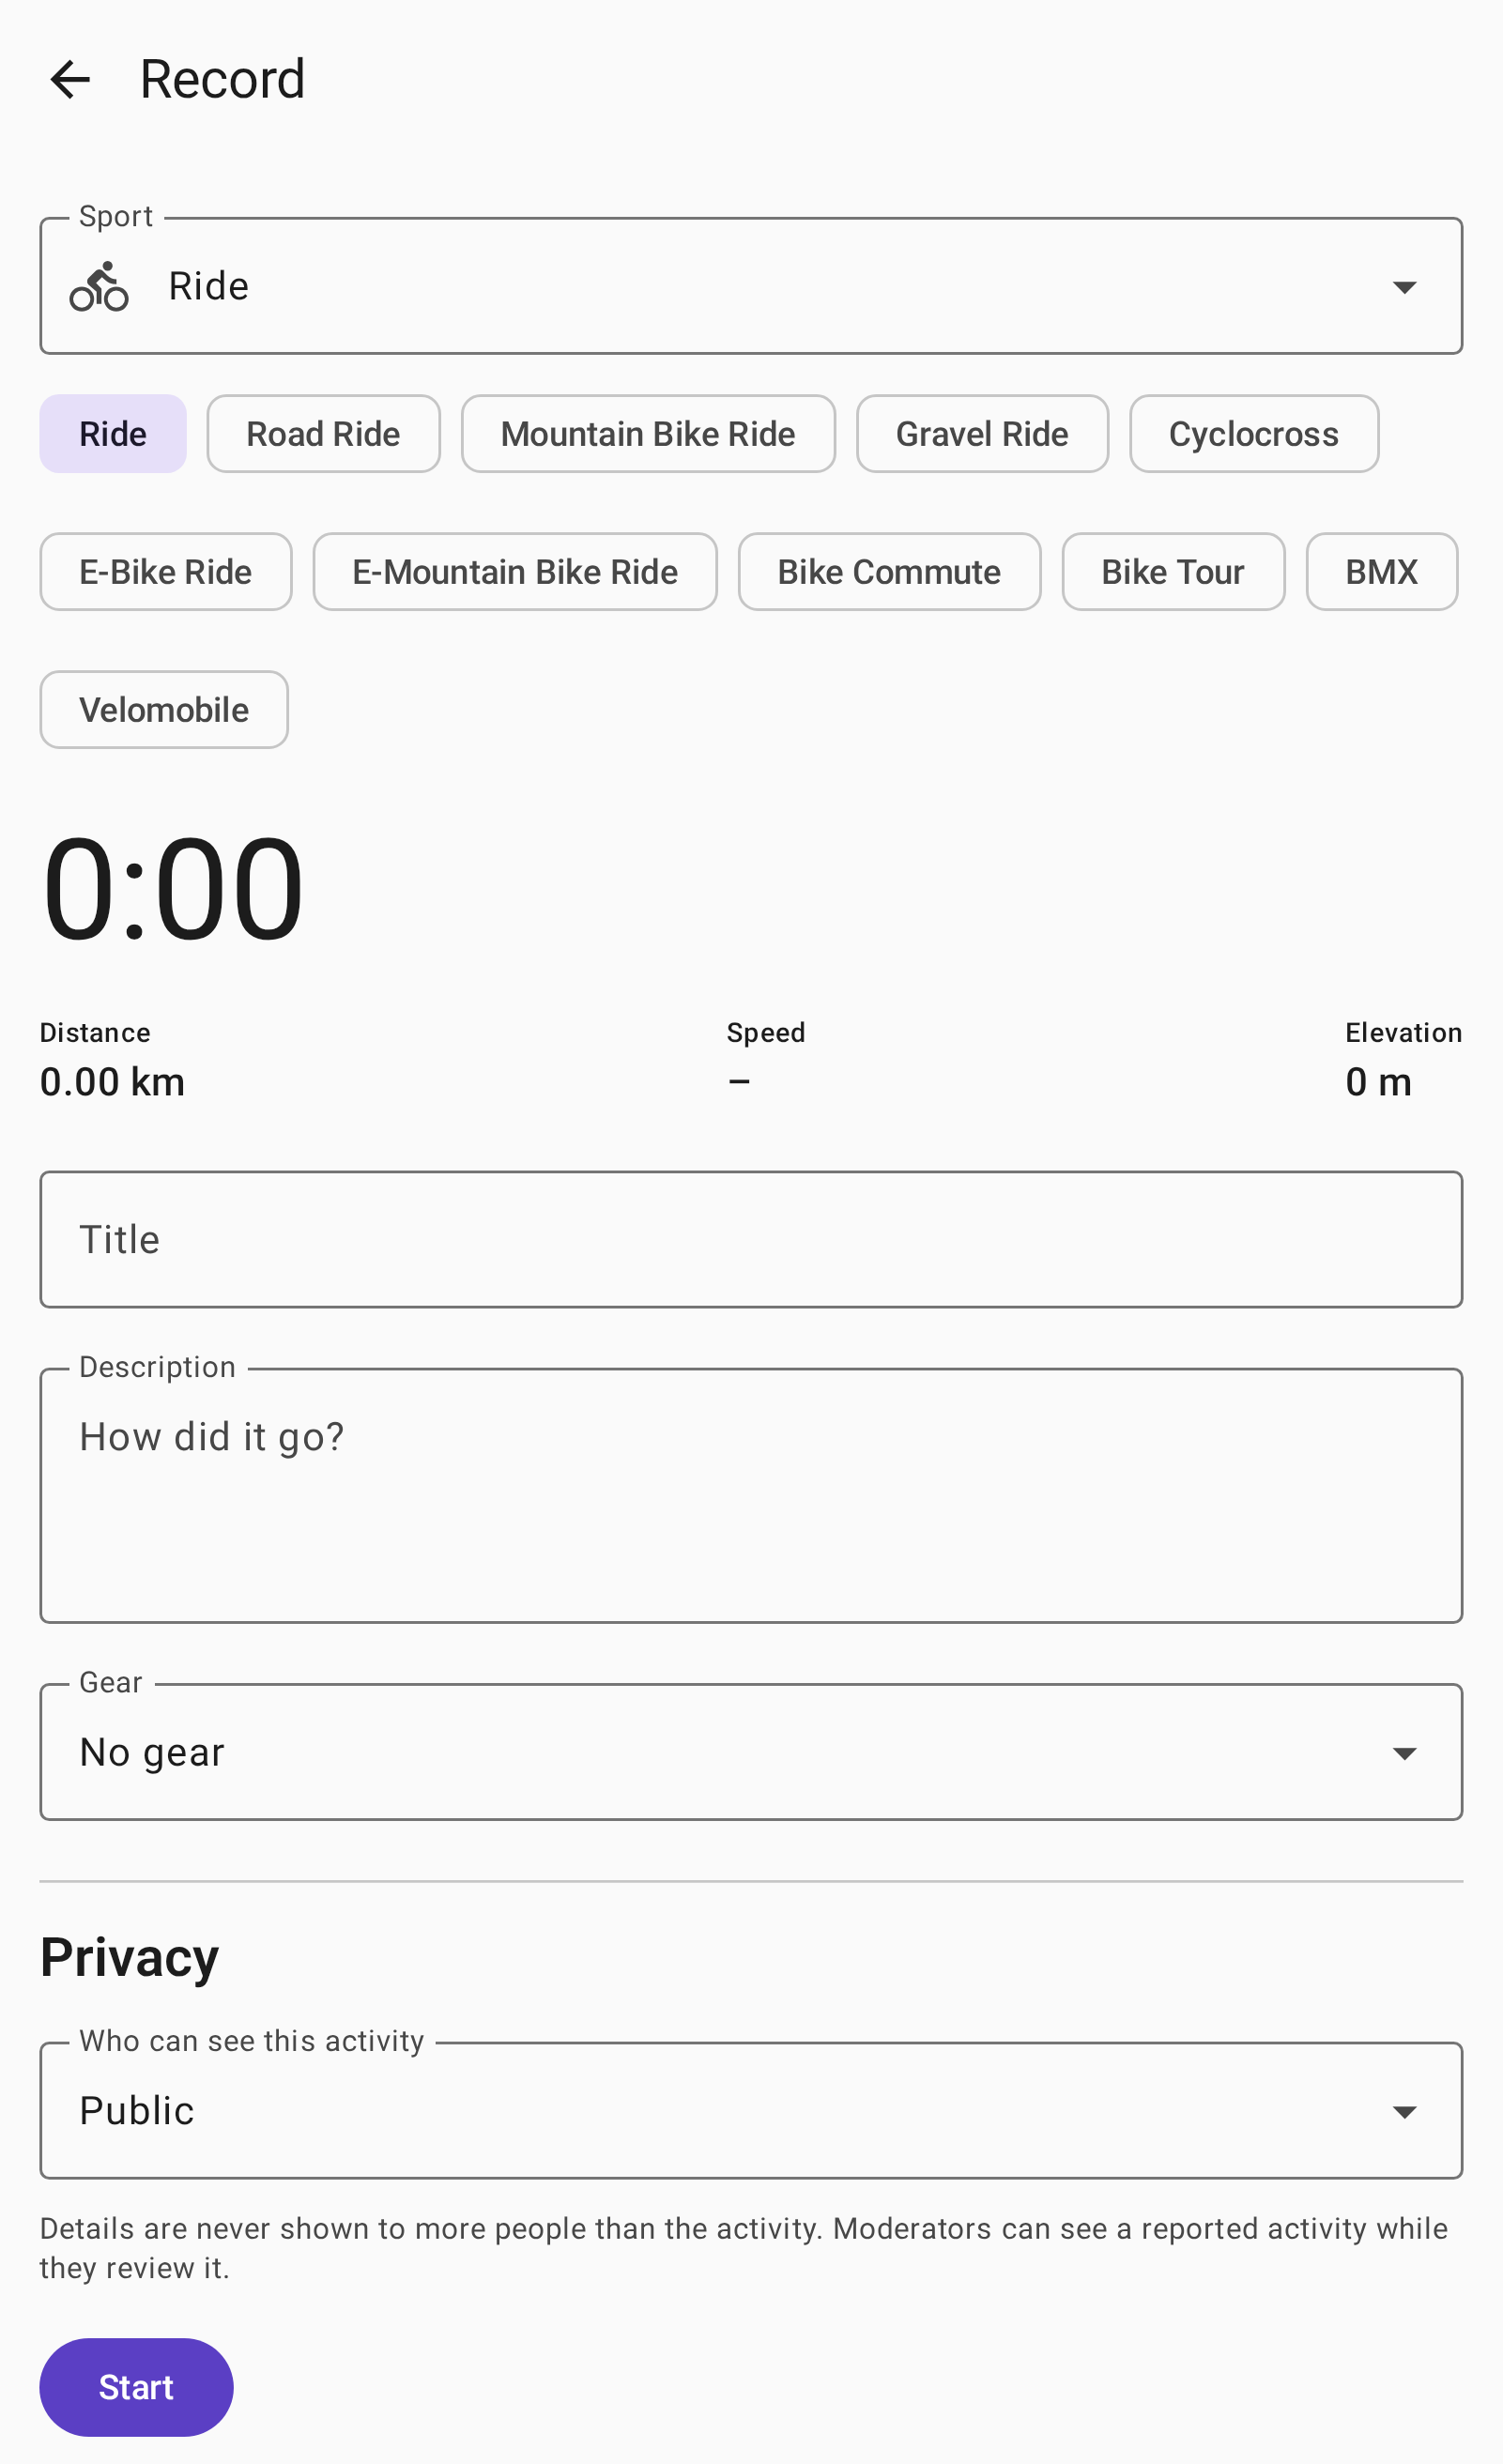 Record
Sport
Ride
Ride Road Ride Mountain Bike Ride Gravel Ride Cyclocross
E-Bike Ride E-Mountain Bike Ride Bike Commute Bike Tour BMX
Velomobile
0:00
Distance Speed Elevation
0.00 km – 0 m
Title
Description
How did it go?
Gear
No gear
Privacy
Who can see this activity
Public
Details are never shown to more people than the activity. Moderators can see a reported activity while
they review it.
Start